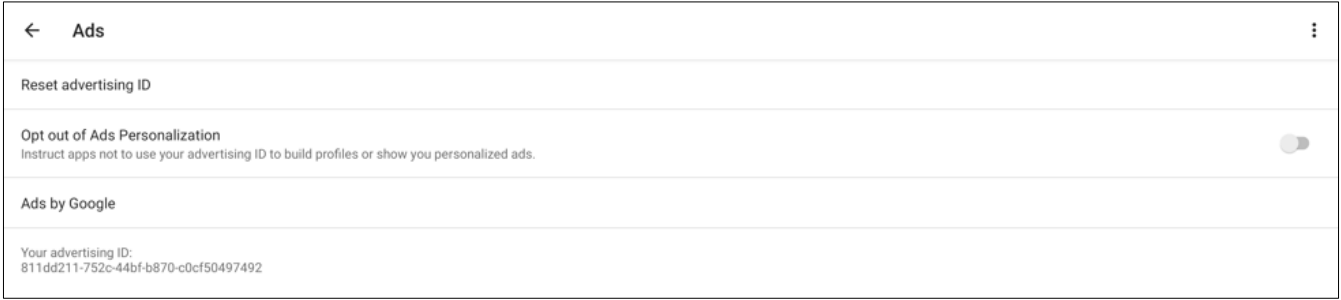 Ads
Reset advertising ID
Opt out of Ads Personalization
Instruct apps not to use your advertising ID to build profiles or show you personalized ads.
Ads by Google
Your advertising ID:
811dd211-752c-44bf-b870-c0cf50497492